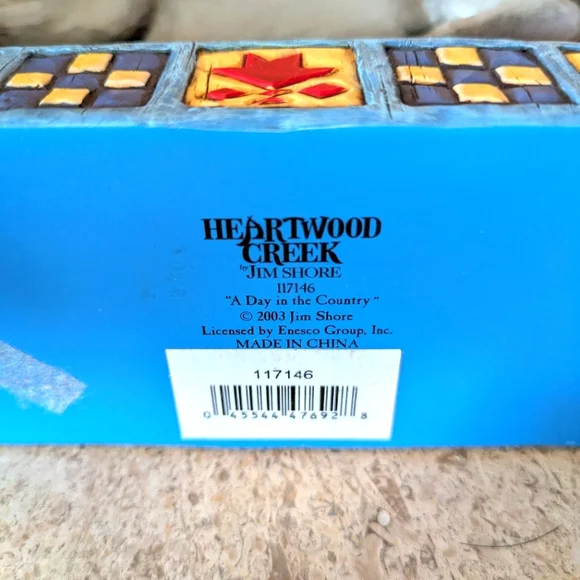 HEARTWOOD
CREEK
by JIM SHORE
117146
"A Day in the Country"
© 2003 Jim Shore
Licensed by Enesco Group, Inc.
MADE IN CHINA
117146
0 45544 47692 8